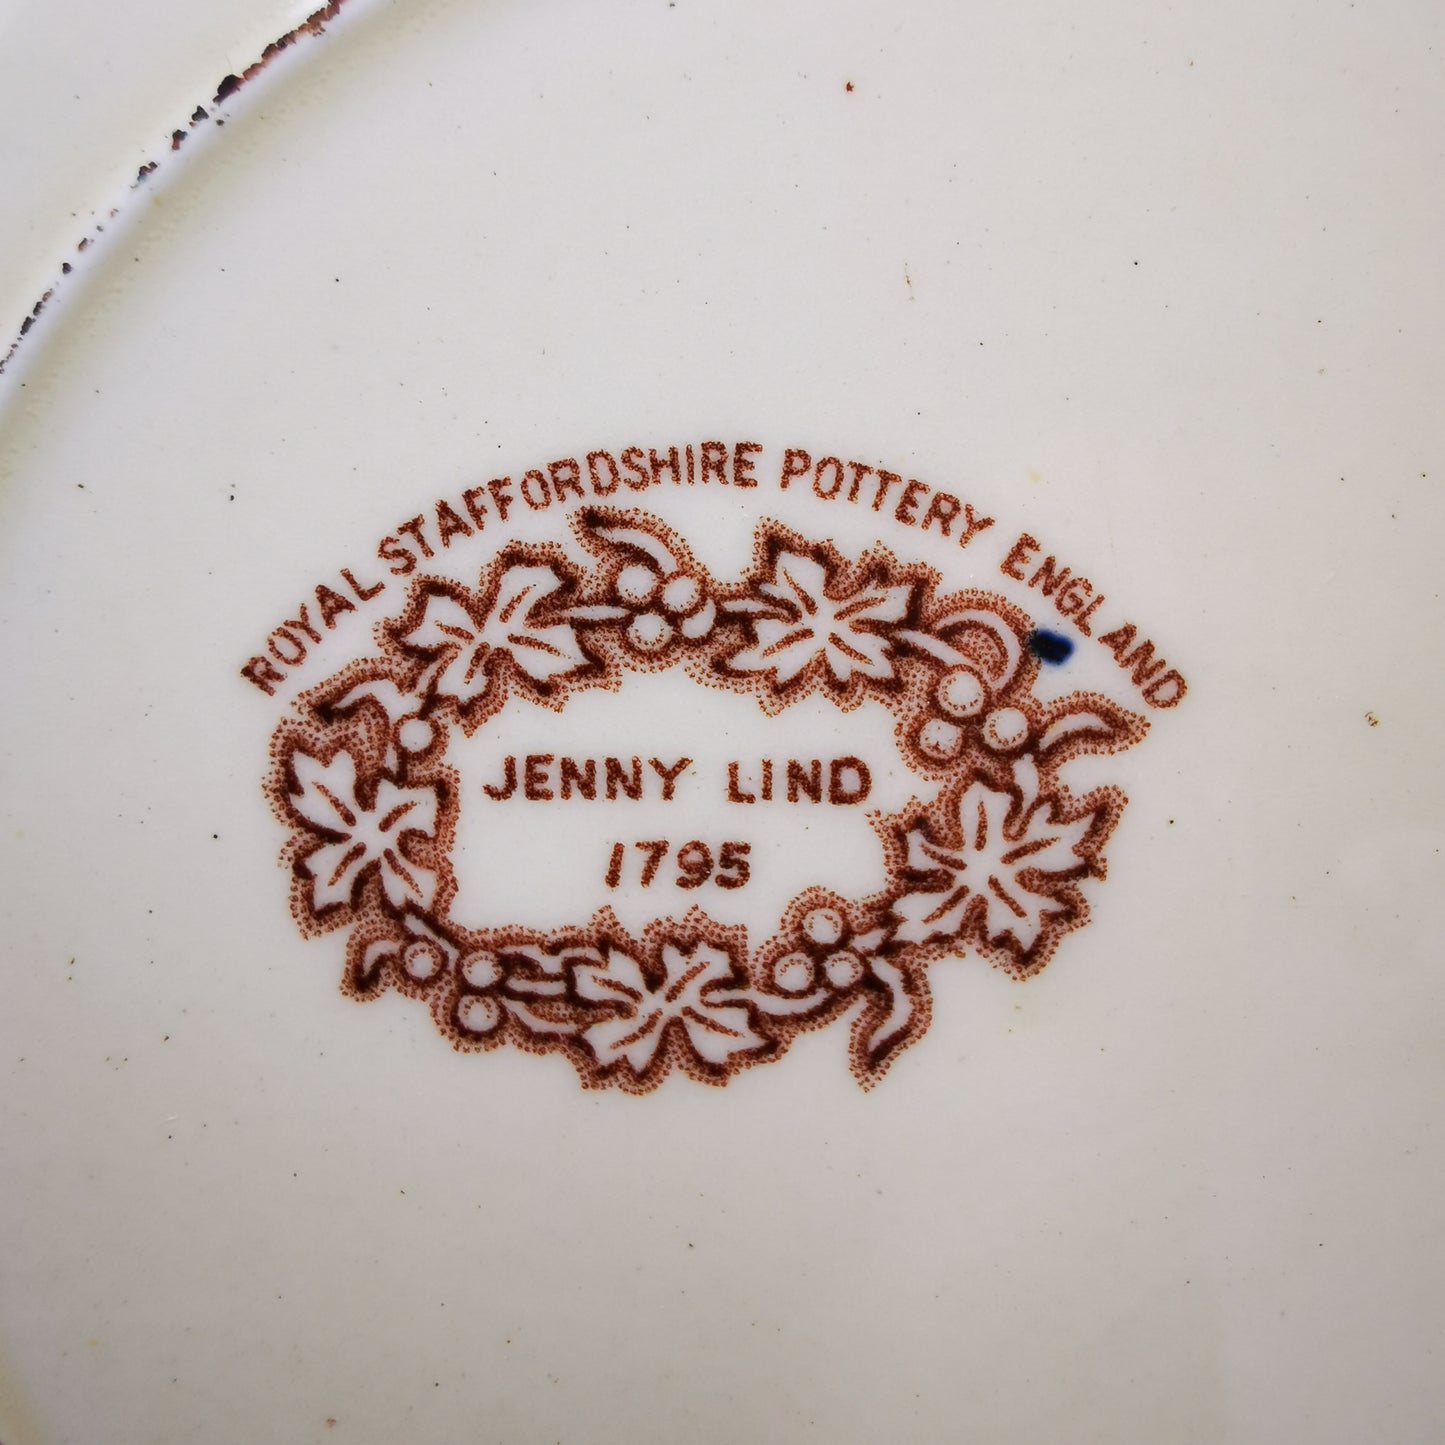 ROYAL STAFFORDSHIRE POTTERY ENGLAND
JENNY LIND
1795